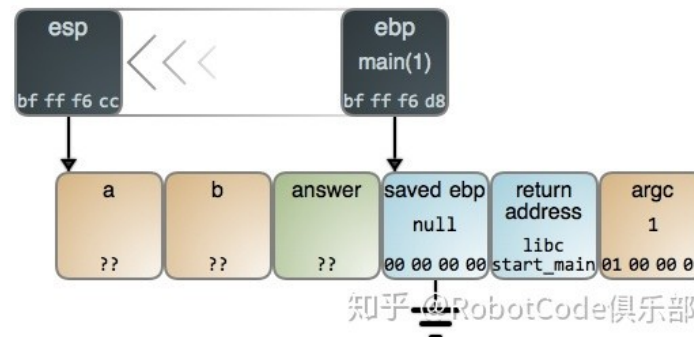 esp
bf ff f6 cc
ebp
main(1)
bf ff f6 d8
a
??
b
??
answer
??
saved ebp
null
00 00 00 00
return
address
libc
start_main
argc
1
01 00 00 0
知乎 @RobotCode俱乐部